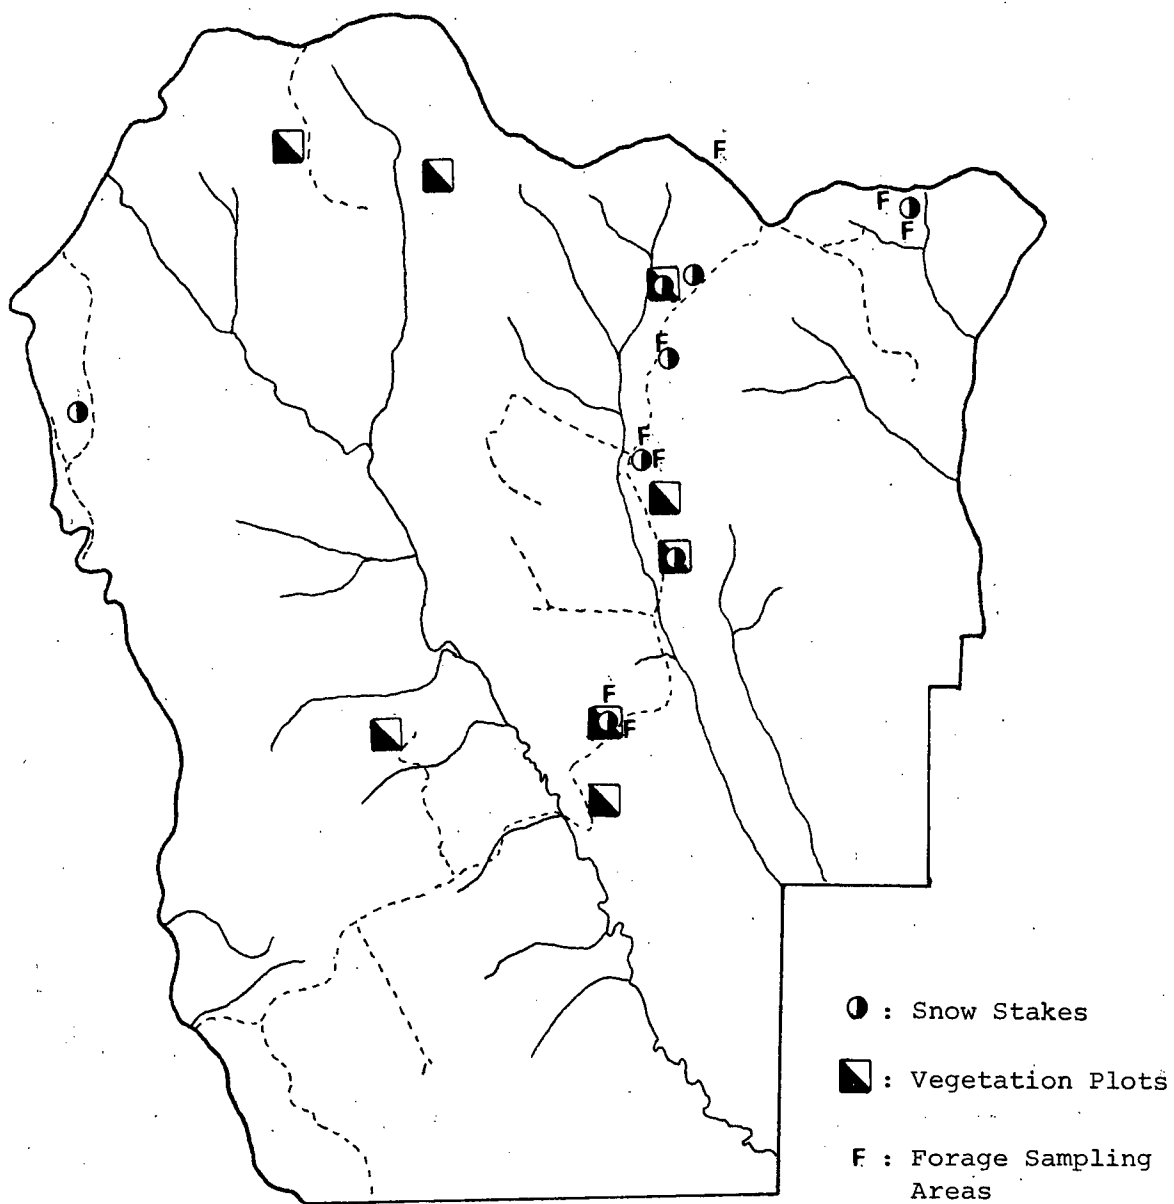 F
F
F
F
F
F
F
F
: Snow Stakes
: Vegetation Plots
F : Forage Sampling
Areas